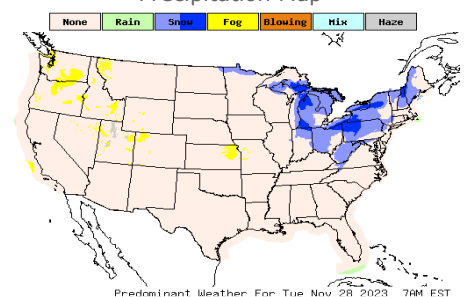 Precipitation Map
None Rain Snow Fog Blowing Mix Haze
Predominant Weather For Tue Nov 28 2023 7AM EST